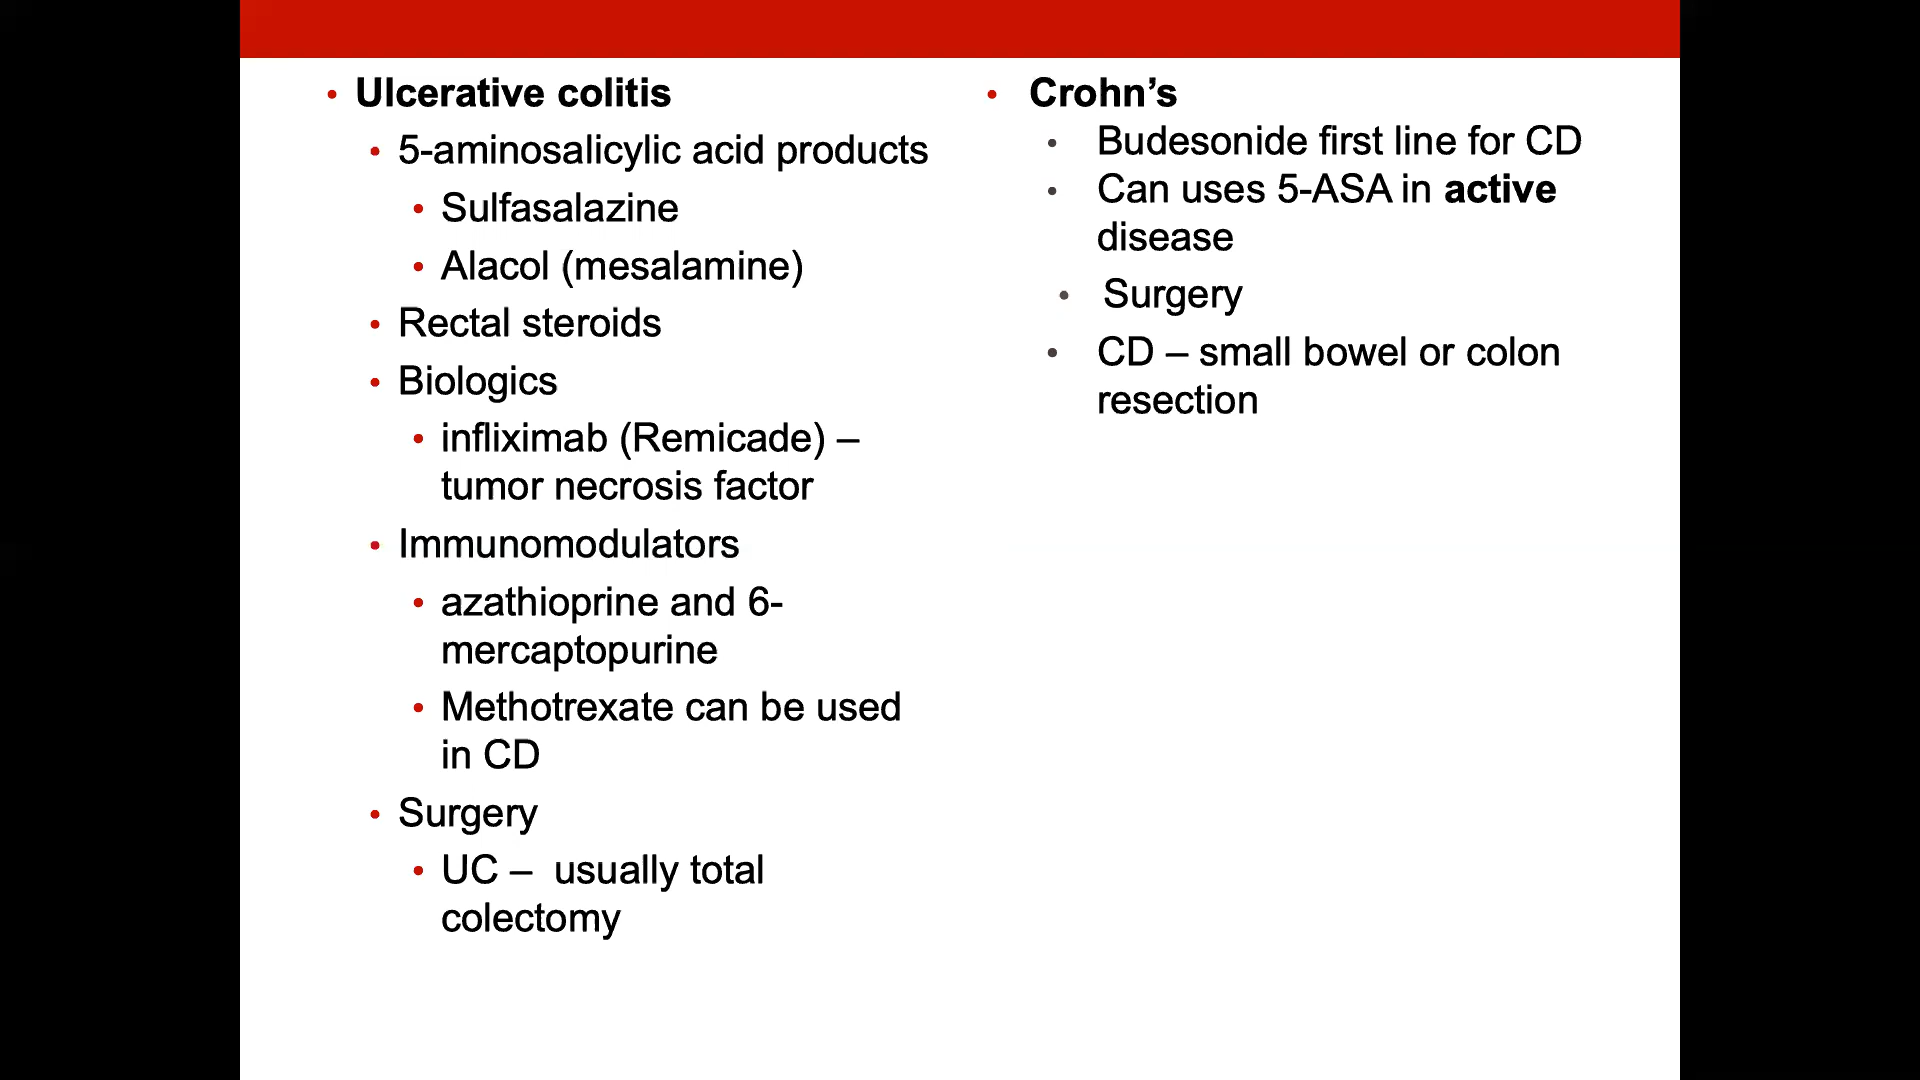 • Ulcerative colitis
• 5-aminosalicylic acid products
• Sulfasalazine
• Alacol (mesalamine)
• Rectal steroids
• Biologics
• infliximab (Remicade) –
tumor necrosis factor
• Immunomodulators
• azathioprine and 6-
mercaptopurine
• Methotrexate can be used
in CD
• Surgery
• UC –  usually total
colectomy
• Crohn’s
• Budesonide first line for CD
• Can uses 5-ASA in active
disease
• Surgery
• CD – small bowel or colon
resection